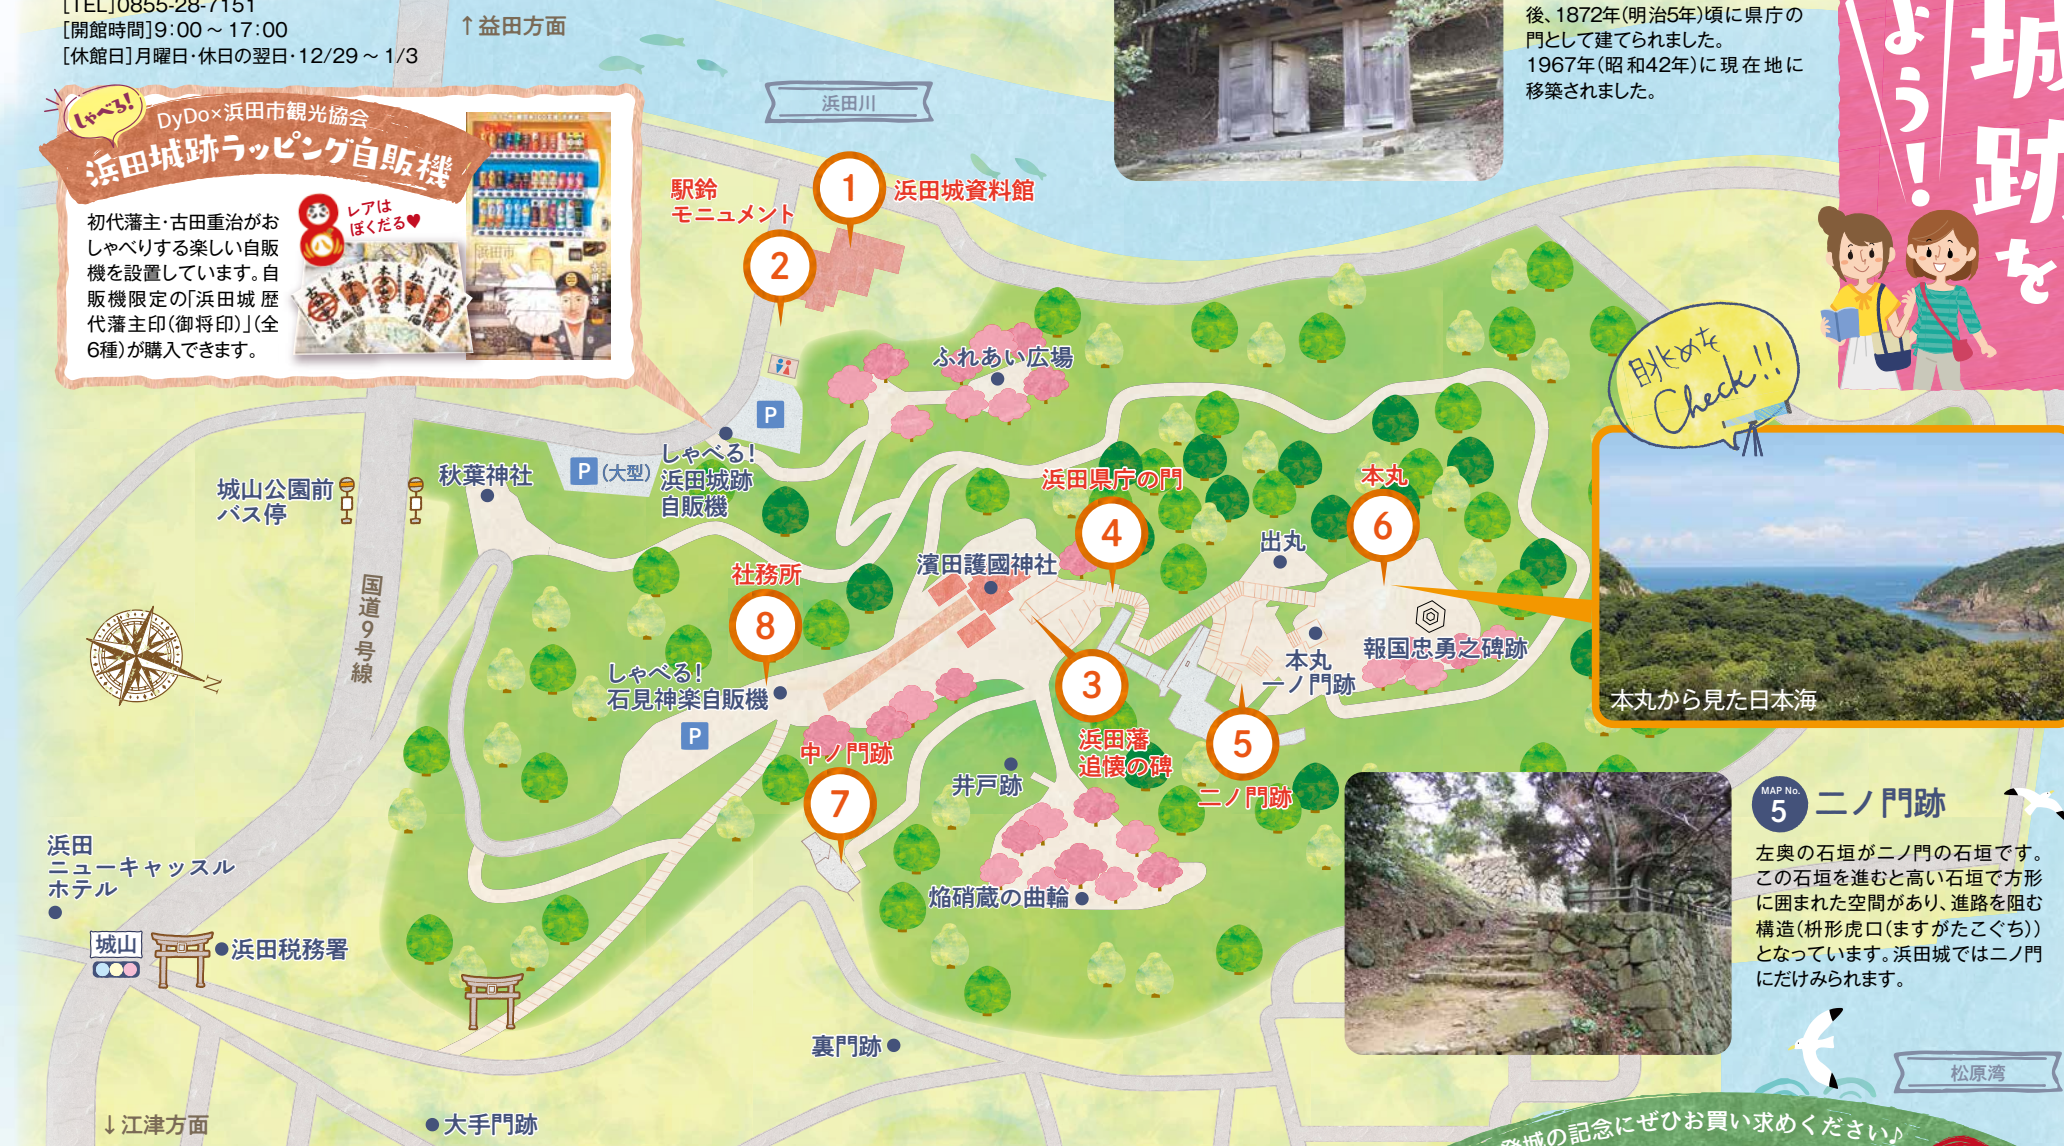 [TEL]0855-28-7151
[開館時間]9:00～17:00
[休館日]月曜日・休日の翌日・12/29～1/3
↑益田方面
浜田川
後、1872年(明治5年)頃に県庁の
門として建てられました。
1967年(昭和42年)に現在地に
移築されました。
城跡を
よう!
しゃべる!
DyDo×浜田市観光協会
浜田城跡ラッピング自販機
初代藩主・古田重治がお
しゃべりする楽しい自販
機を設置しています。自
販機限定の「浜田城 歴
代藩主印(御将印)」(全
6種)が購入できます。
レアは
ぼくだる♥
浜田市
駅鈴
モニュメント
1
浜田城資料館
2
ふれあい広場
P
P
(大型)
しゃべる!
浜田城跡
自販機
秋葉神社
城山公園前
バス停
国道9号線
N
浜田県庁の門
4
本丸
6
出丸
濱田護國神社
社務所
8
しゃべる!
石見神楽自販機
P
3
浜田藩
追懐の碑
本丸
一ノ門跡
報国忠勇之碑跡
5
二ノ門跡
中ノ門跡
7
井戸跡
焔硝蔵の曲輪
眺めを
Check!!
本丸から見た日本海
MAP No.
5
二ノ門跡
左奥の石垣が二ノ門の石垣です。
この石垣を進むと高い石垣で方形
に囲まれた空間があり、進路を阻む
構造(枡形虎口(ますがたこぐち))
となっています。浜田城では二ノ門
にだけみられます。
浜田
ニューキャッスル
ホテル
城山
浜田税務署
裏門跡
大手門跡
↓江津方面
松原湾
登城の記念にぜひお買い求めください♪